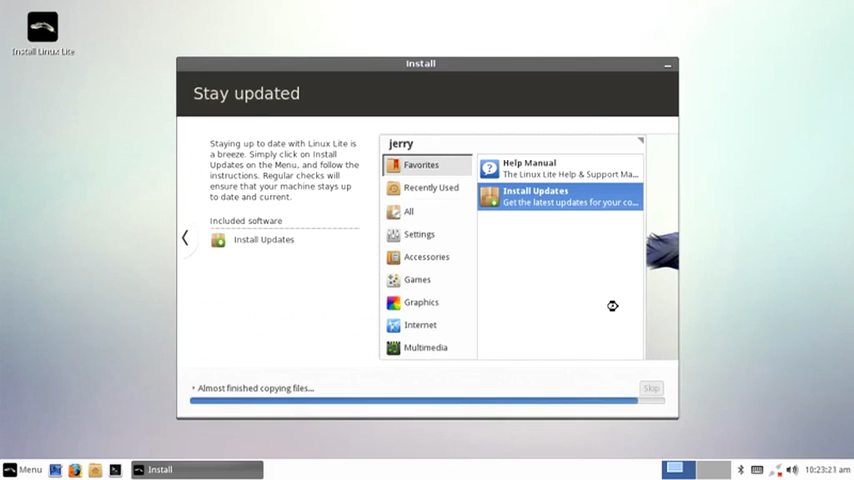 Install Linux Lite
Install
Stay updated
Staying up to date with Linux Lite is
a breeze. Simply click on Install
Updates on the Menu, and follow the
instructions. Regular checks will
ensure that your machine stays up
to date and current.
Included software
Install Updates
jerry
Favorites
Recently Used
All
Settings
Accessories
Games
Graphics
Internet
Multimedia
Help Manual
The Linux Lite Help & Support Ma...
Install Updates
Get the latest updates for your co...
Almost finished copying files...
Skip
Menu
Install
10:23:21 am